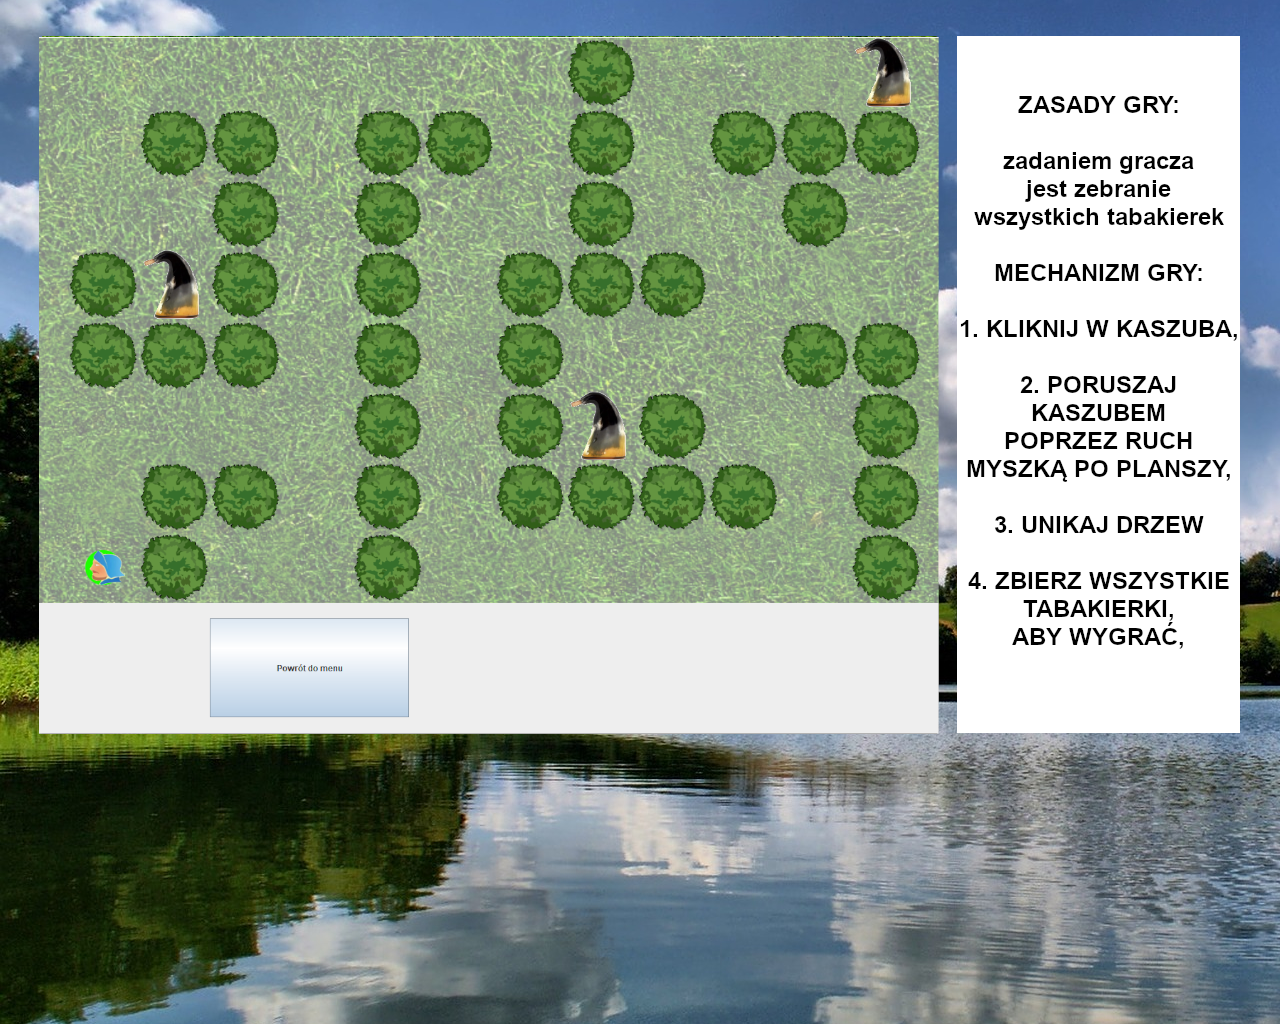 ZASADY GRY:
zadaniem gracza
jest zebranie
wszystkich tabakierek
MECHANIZM GRY:
1. KLIKNIJ W KASZUBA,
2. PORUSZAJ
KASZUBEM
POPRZEZ RUCH
MYSZKĄ PO PLANSZY,
3. UNIKAJ DRZEW
4. ZBIERZ WSZYSTKIE
TABAKIERKI,
ABY WYGRAĆ,
Powrót do menu